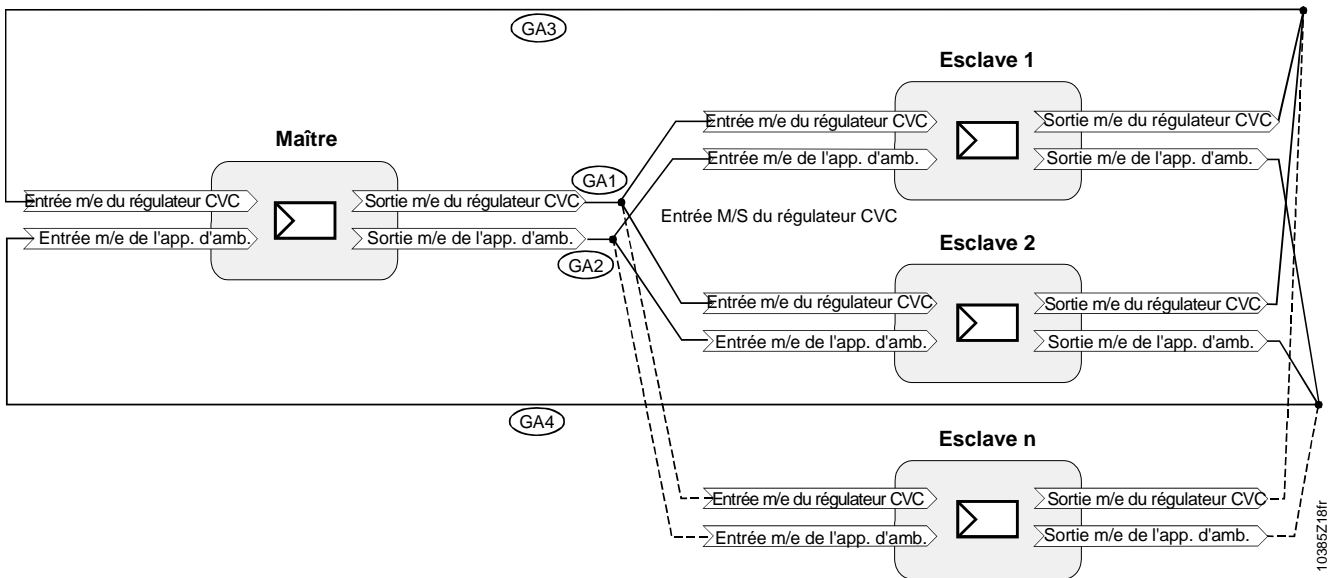 GA3
Esclave 1
Entrée m/e du régulateur CVC
Sortie m/e du régulateur CVC
Entrée m/e de l'app. d'amb.
Sortie m/e de l'app. d'amb.
Maître
Entrée m/e du régulateur CVC
Sortie m/e du régulateur CVC
Entrée m/e de l'app. d'amb.
Sortie m/e de l'app. d'amb.
GA1
GA2
Entrée M/S du régulateur CVC
Esclave 2
Entrée m/e du régulateur CVC
Sortie m/e du régulateur CVC
Entrée m/e de l'app. d'amb.
Sortie m/e de l'app. d'amb.
GA4
Esclave n
Entrée m/e du régulateur CVC
Sortie m/e du régulateur CVC
Entrée m/e de l'app. d'amb.
Sortie m/e de l'app. d'amb.
10385Z18fr